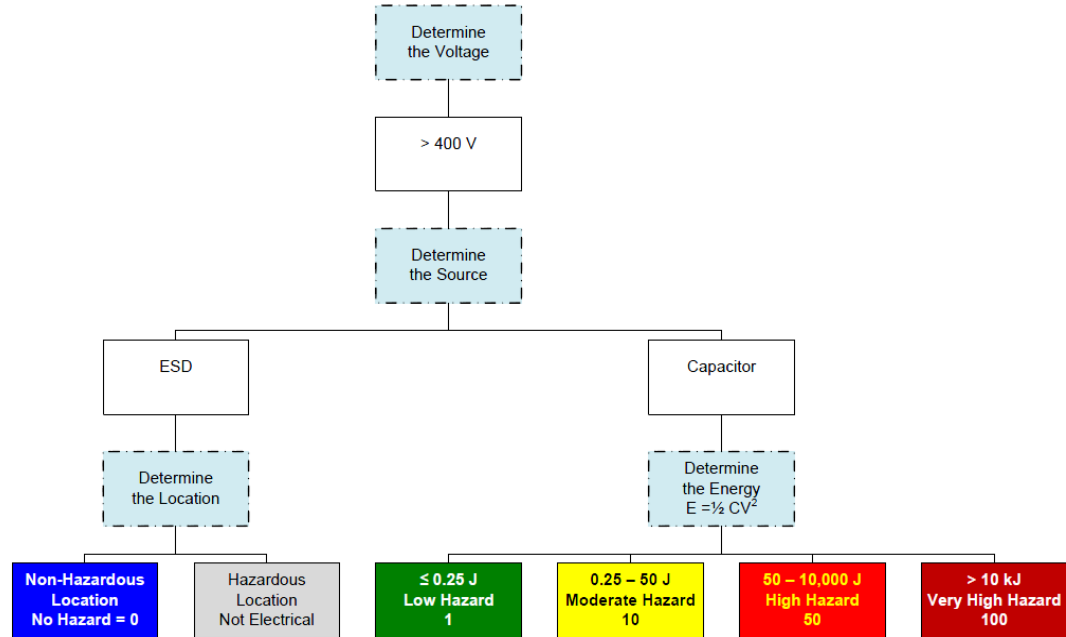 Determine
the Voltage
> 400 V
Determine
the Source
ESD
Capacitor
Determine
the Location
Determine
the Energy
E =½ CV²
Non-Hazardous
Location
No Hazard = 0
Hazardous
Location
Not Electrical
≤ 0.25 J
Low Hazard
1
0.25 – 50 J
Moderate Hazard
10
50 – 10,000 J
High Hazard
50
> 10 kJ
Very High Hazard
100